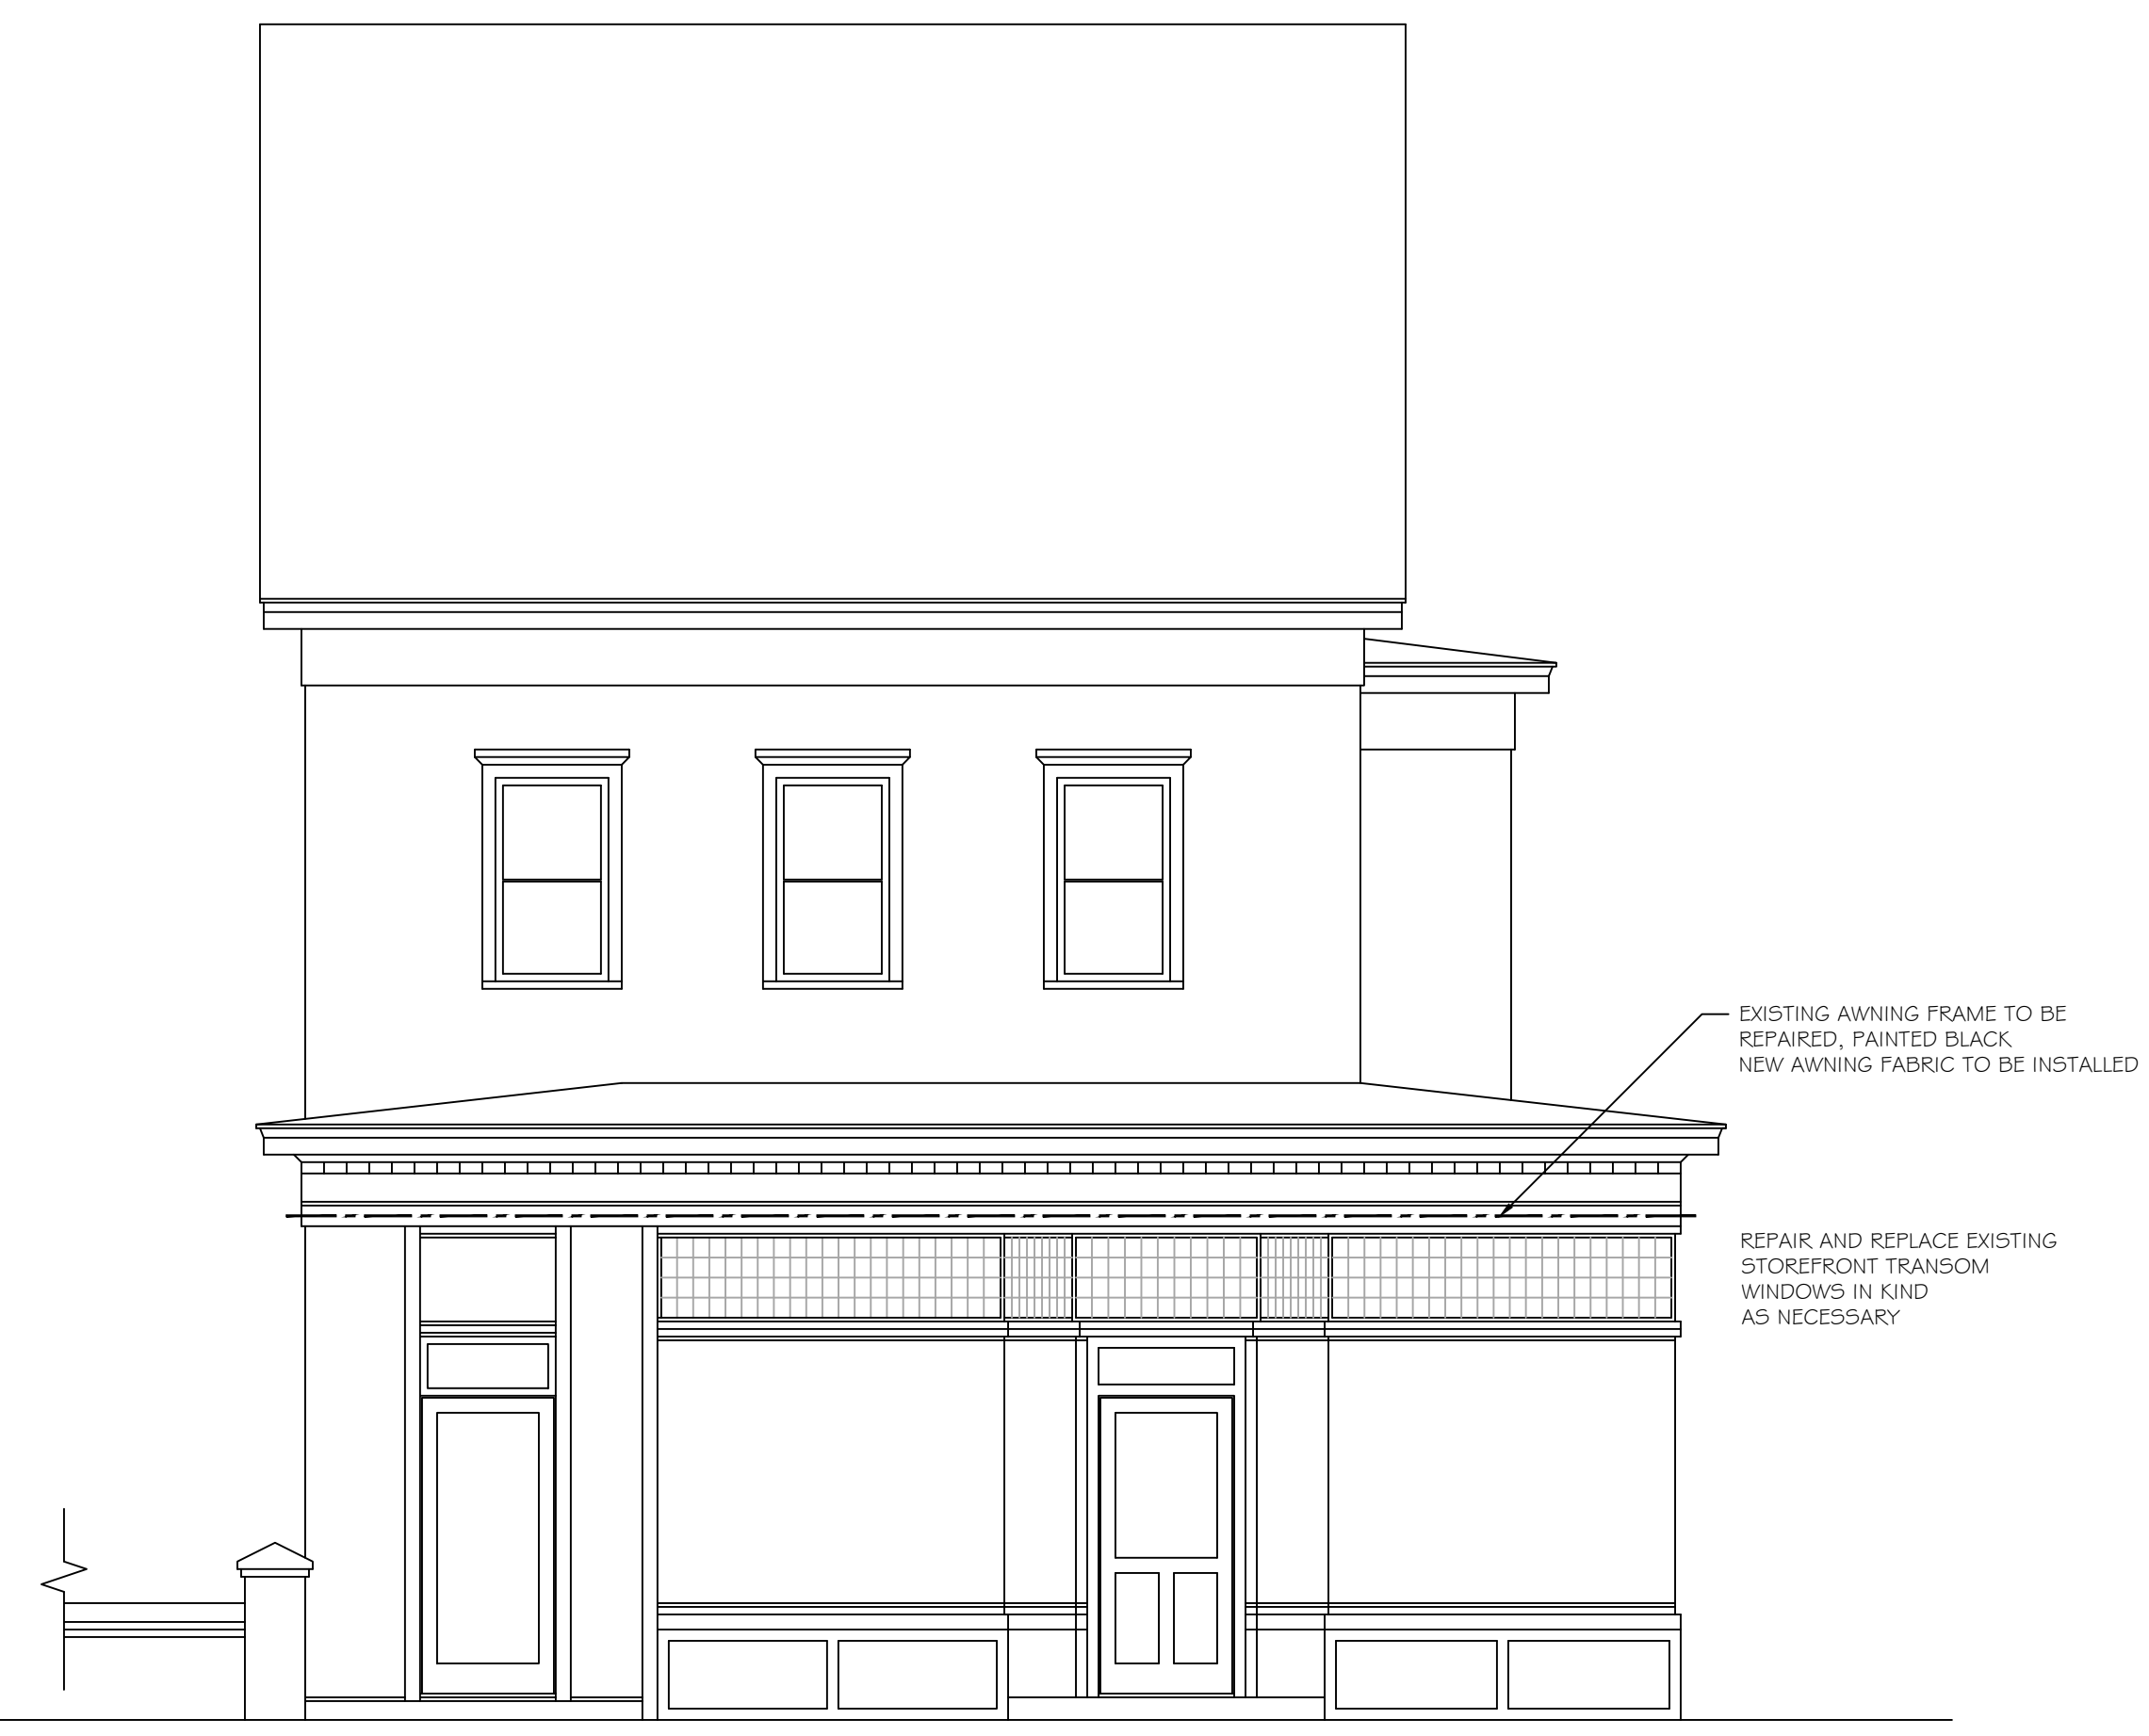 EXISTING AWNING FRAME TO BE
REPAIRED, PAINTED BLACK
NEW AWNING FABRIC TO BE INSTALLED
REPAIR AND REPLACE EXISTING
STOREFRONT TRANSOM
WINDOWS IN KIND
AS NECESSARY